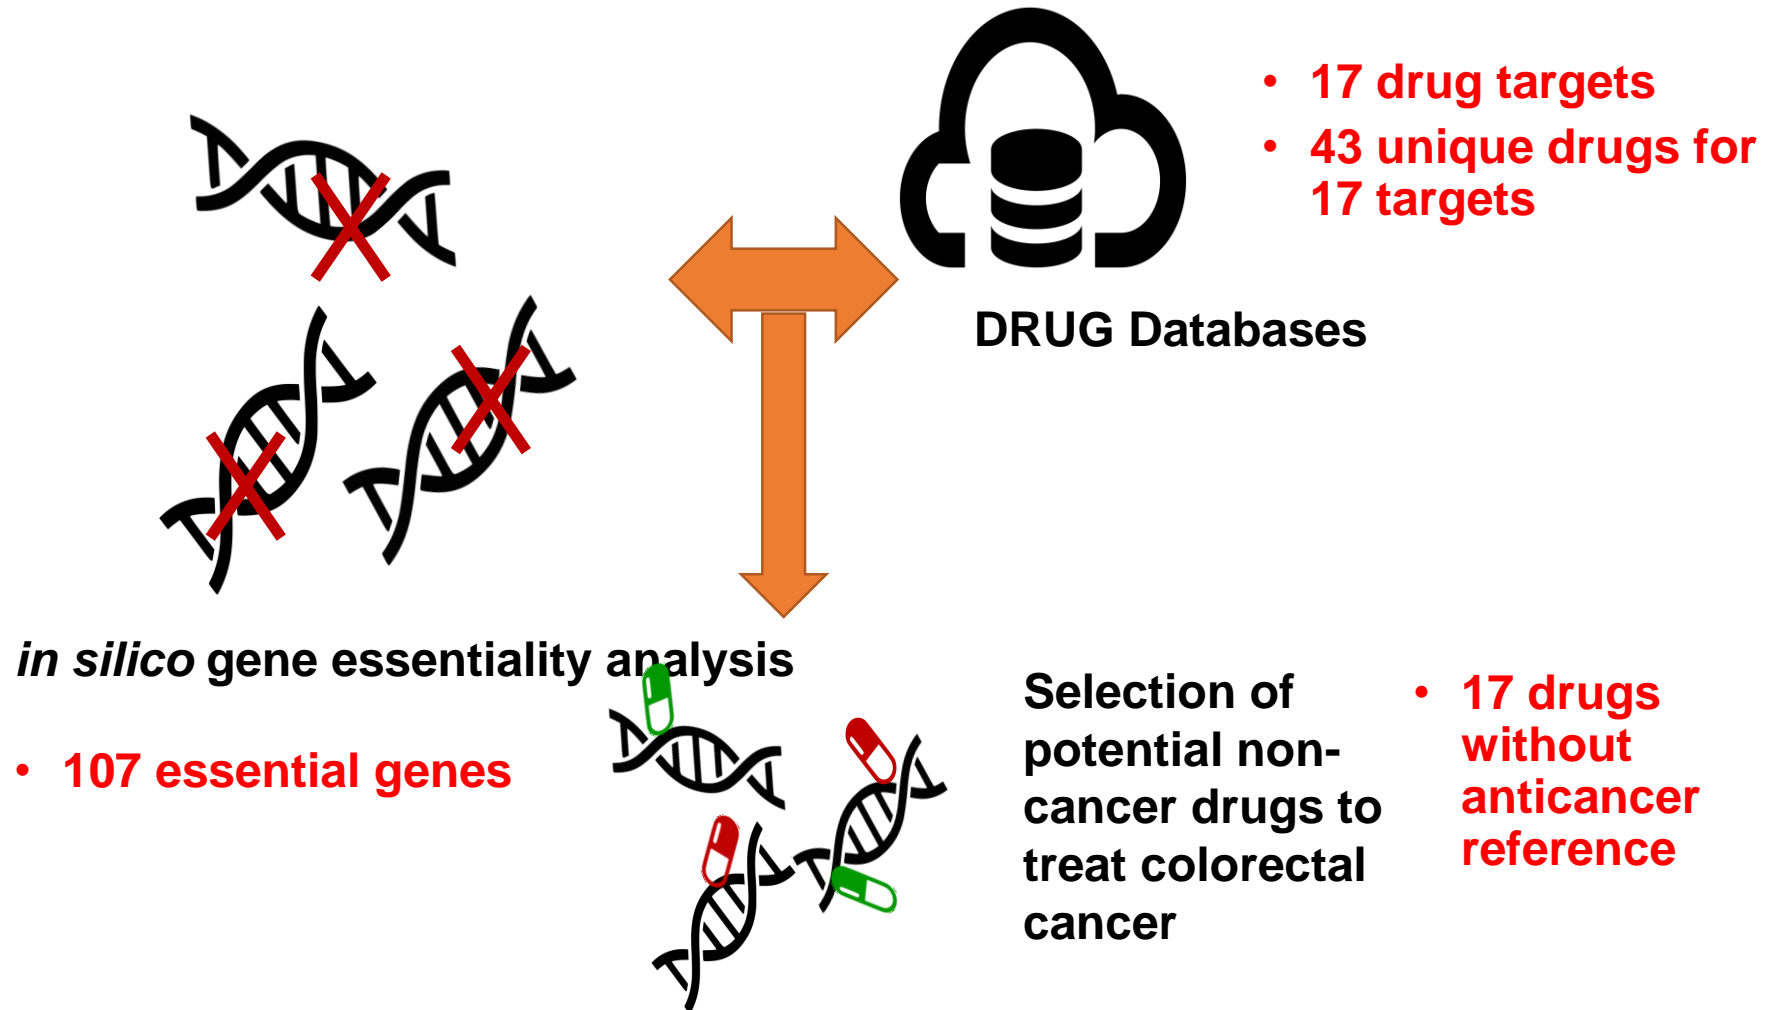 • 17 drug targets
• 43 unique drugs for
17 targets
DRUG Databases
in silico gene essentiality analysis
• 107 essential genes
Selection of
potential non-
cancer drugs to
treat colorectal
cancer
• 17 drugs
without
anticancer
reference